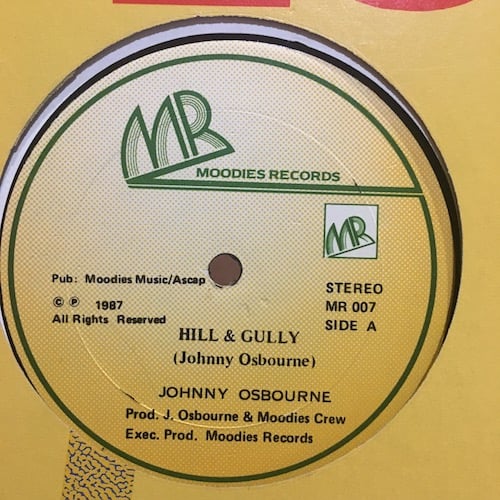 MR
MOODIES RECORDS
MR
Pub: Moodies Music/Ascap
STEREO
© ℗ 1987
MR 007
All Rights Reserved
SIDE A
HILL & GULLY
(Johnny Osbourne)
JOHNNY OSBOURNE
Prod. J. Osbourne & Moodies Crew
Exec. Prod. Moodies Records